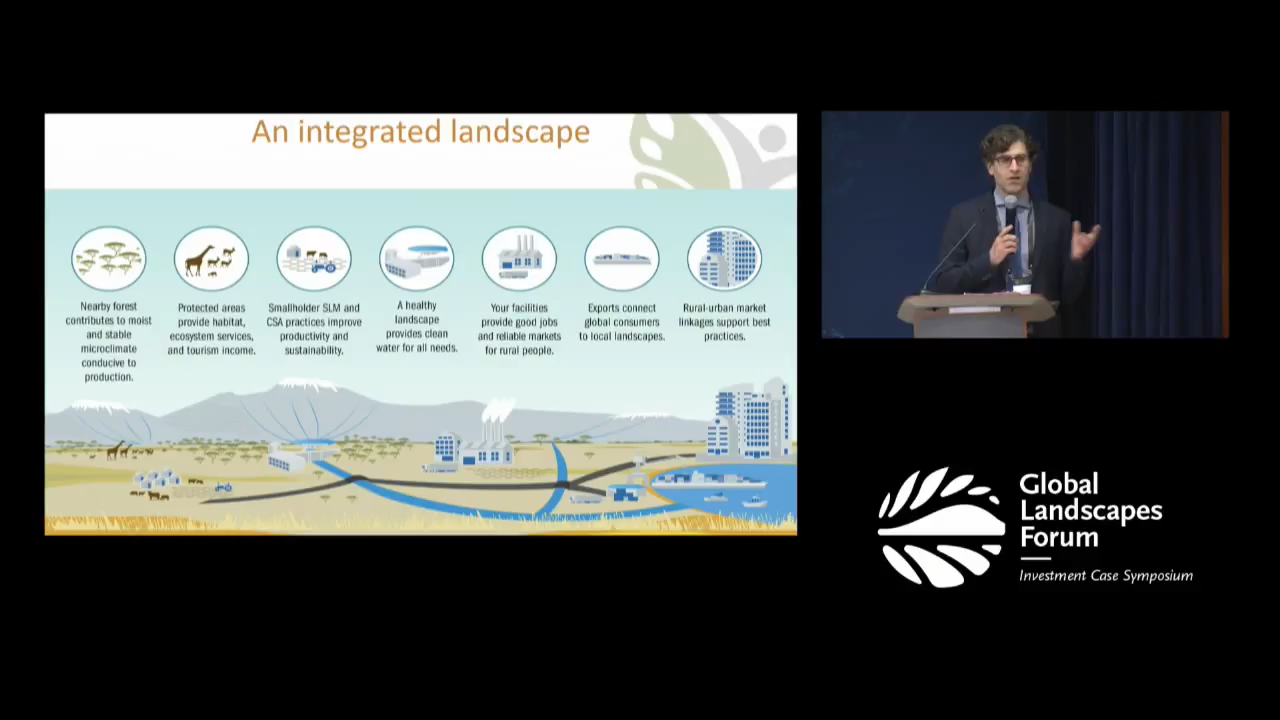 An integrated landscape
Nearby forest
contributes to moist
and stable
microclimate
conducive to
production.
Protected areas
provide habitat,
ecosystem services,
and tourism income.
Smallholder SLM and
CSA practices improve
productivity and
sustainability.
A healthy
landscape
provides clean
water for all needs.
Your facilities
provide good jobs
and reliable markets
for rural people.
Exports connect
global consumers
to local landscapes.
Rural-urban market
linkages support best
practices.
Global
Landscapes
Forum
Investment Case Symposium